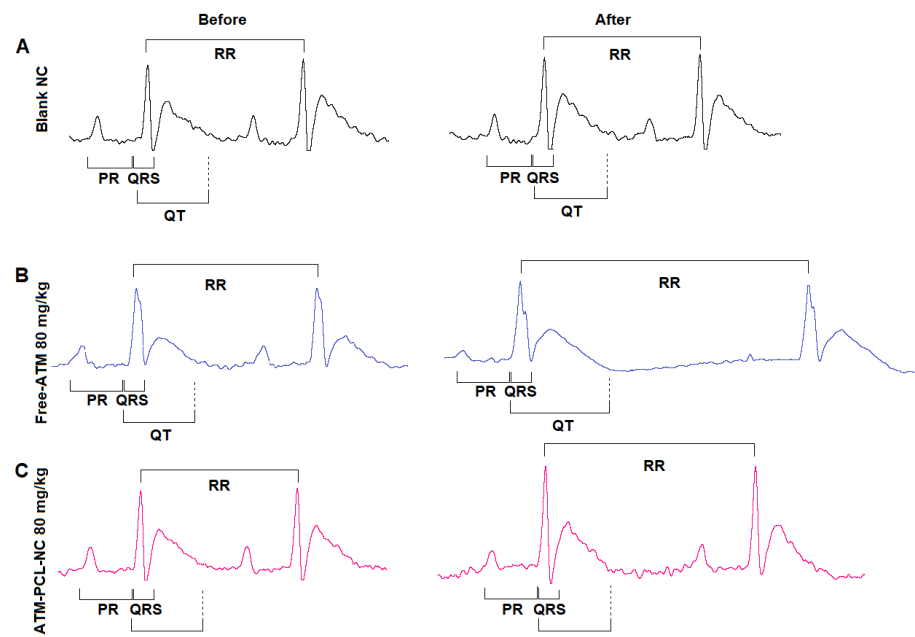 Before After
A
Blank NC
RR RR
PR QRS PR QRS
QT QT
B
Free-ATM 80 mg/kg
RR RR
PR QRS PR QRS
QT QT
C
ATM-PCL-NC 80 mg/kg
RR RR
PR QRS PR QRS